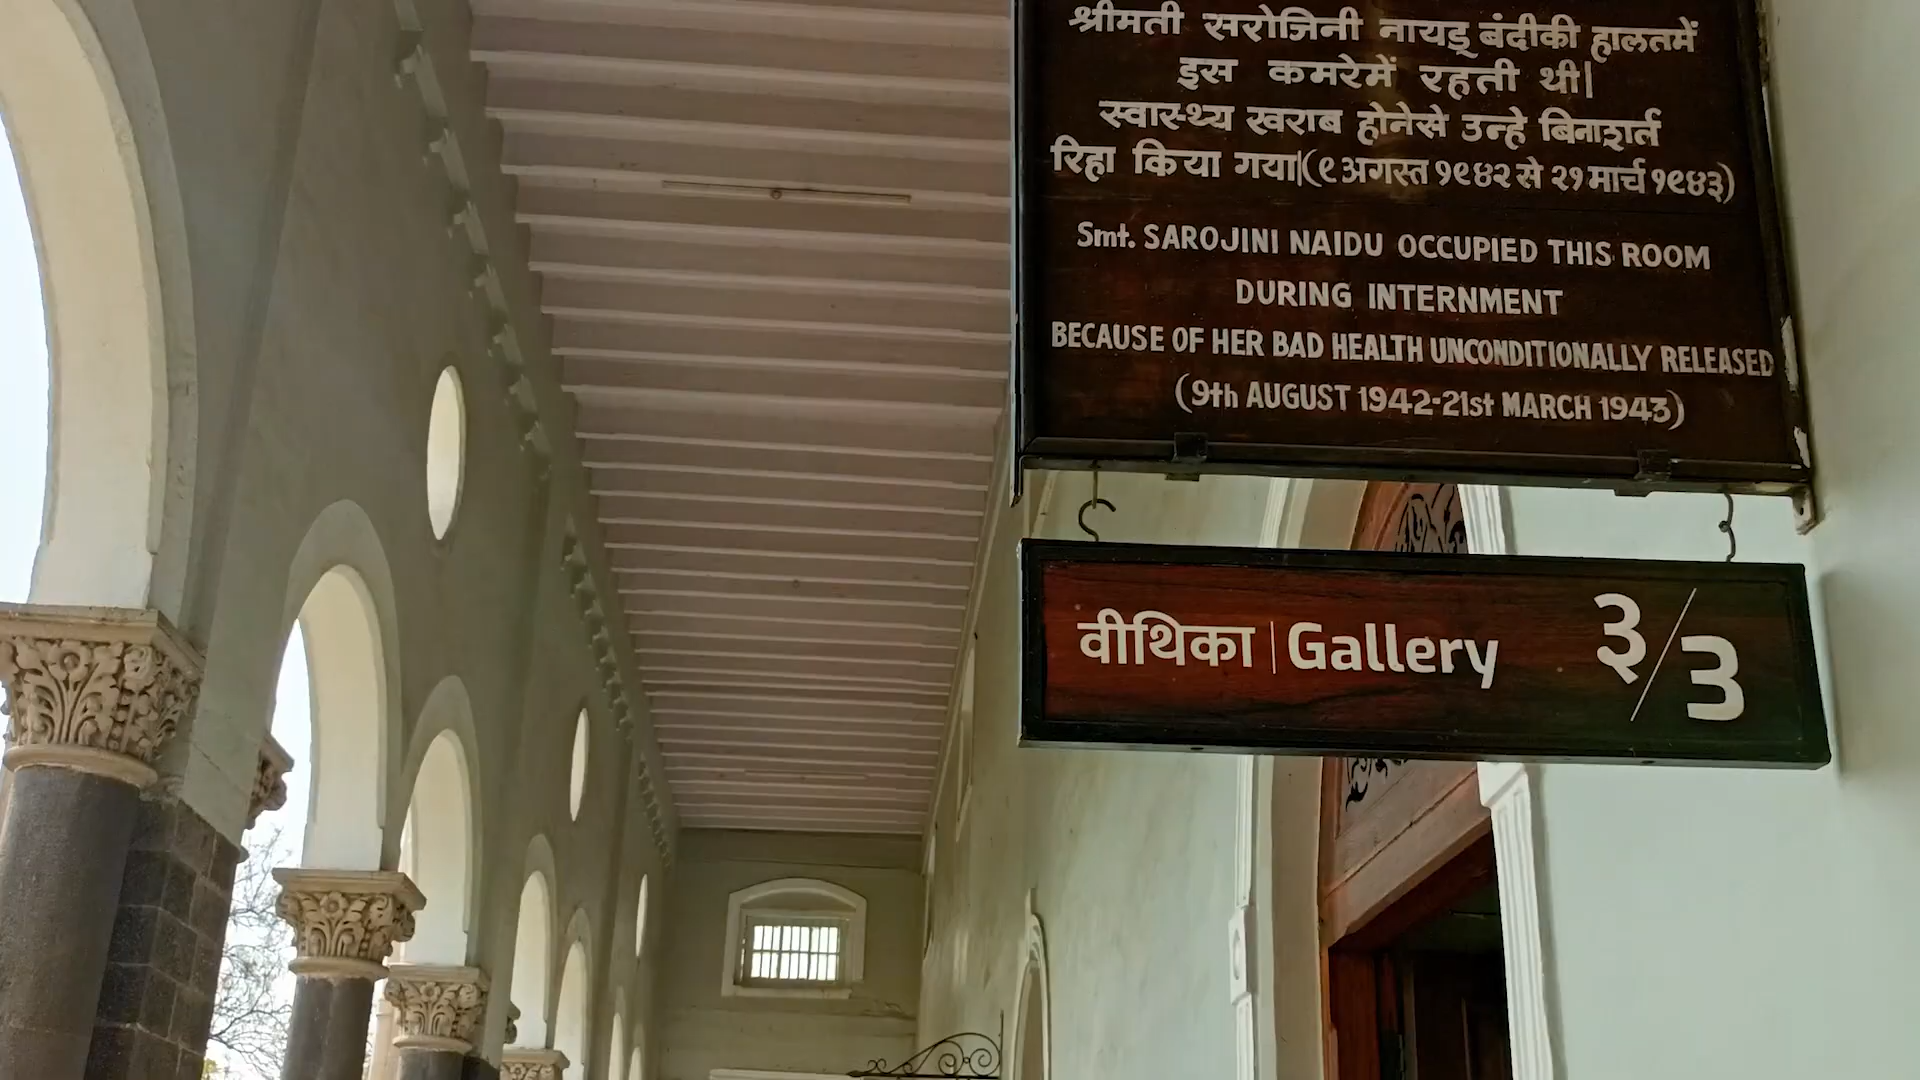 श्रीमती सरोजिनी नायडू बंदीकी हालतमें
इस कमरेमें रहती थी|
स्वास्थ्य खराब होनेसे उन्हे बिनाशर्त
रिहा किया गया|(९ अगस्त १९४२ से २१ मार्च १९४३)
Smt. SAROJINI NAIDU OCCUPIED THIS ROOM
DURING INTERNMENT
BECAUSE OF HER BAD HEALTH UNCONDITIONALLY RELEASED
(9th AUGUST 1942-21st MARCH 1943)
वीथिका | Gallery ३/3